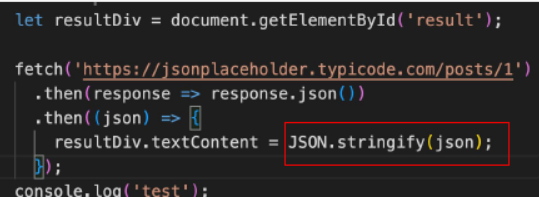 let resultDiv = document.getElementById('result');
fetch('https://jsonplaceholder.typicode.com/posts/1')
.then(response => response.json())
.then((json) => {
resultDiv.textContent = JSON.stringify(json);
});
console.log('test');